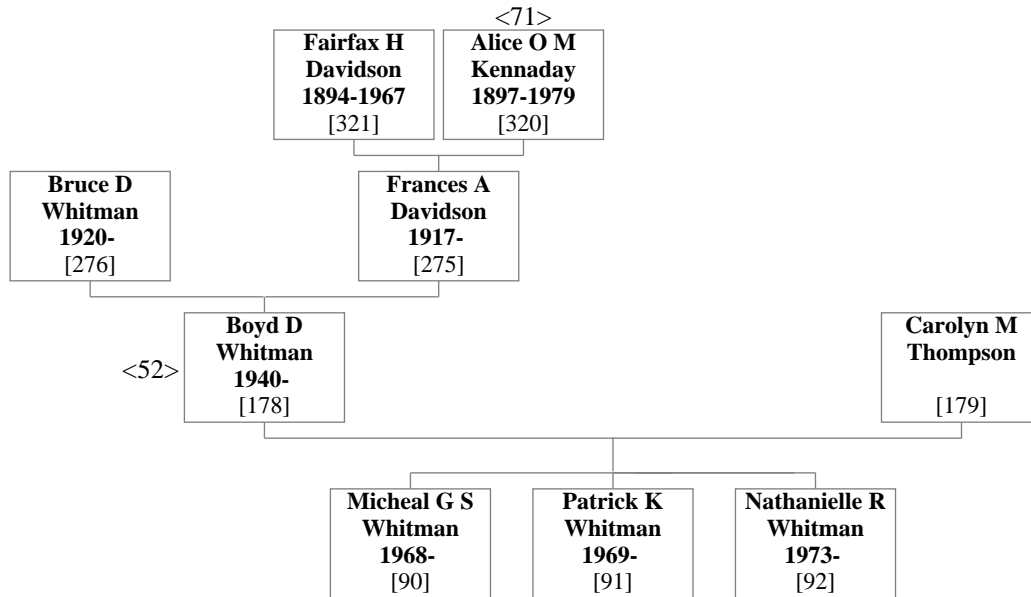 <71>
Fairfax H
Davidson
1894-1967
[321]
Alice O M
Kennaday
1897-1979
[320]
Bruce D
Whitman
1920-
[276]
Frances A
Davidson
1917-
[275]
<52>
Boyd D
Whitman
1940-
[178]
Carolyn M
Thompson
[179]
Micheal G S
Whitman
1968-
[90]
Patrick K
Whitman
1969-
[91]
Nathanielle R
Whitman
1973-
[92]